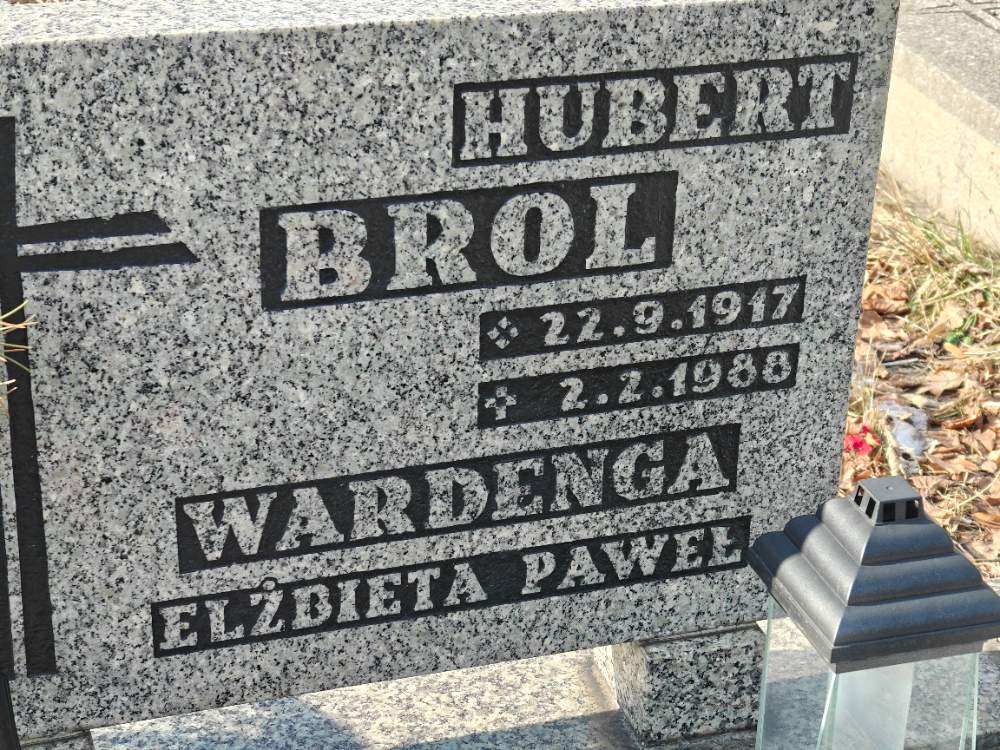 HUBERT
BROL
22.9.1917
2.2.1988
WARDENGA
ELŻBIETA PAWEŁ